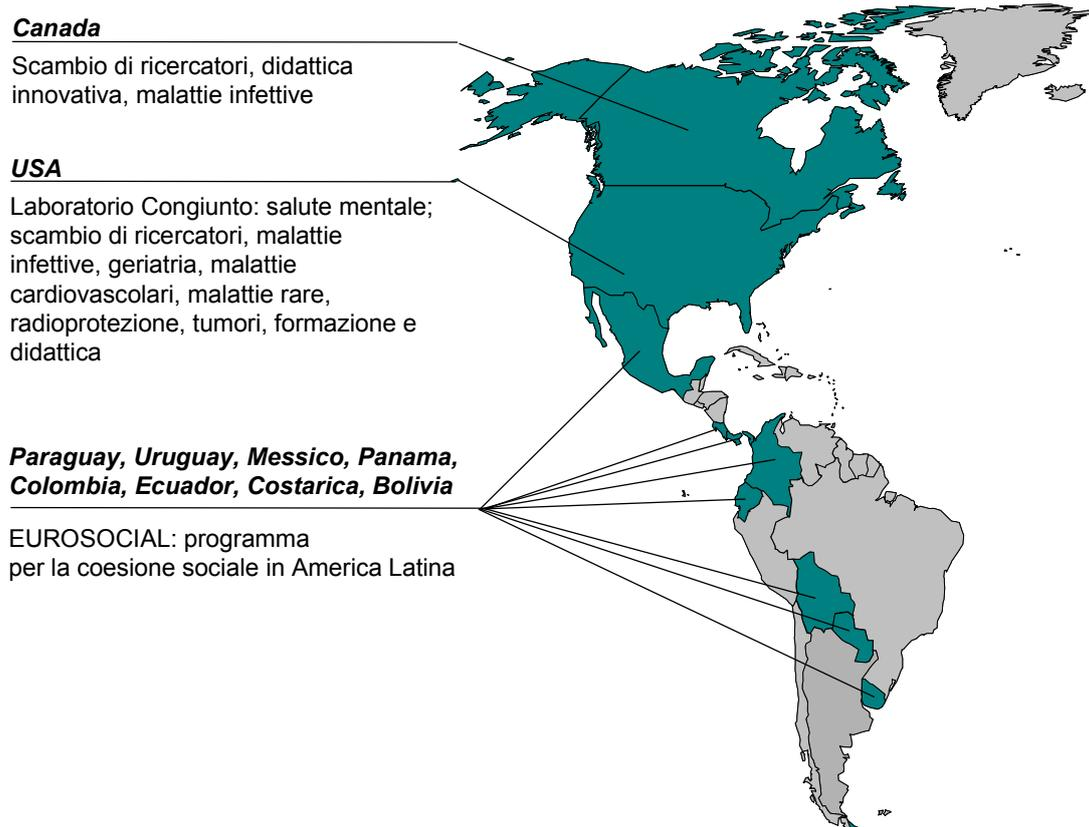 Canada
Scambio di ricercatori, didattica
innovativa, malattie infettive
USA
Laboratorio Congiunto: salute mentale;
scambio di ricercatori, malattie
infettive, geriatria, malattie
cardiovascolari, malattie rare,
radioprotezione, tumori, formazione e
didattica
Paraguay, Uruguay, Messico, Panama,
Colombia, Ecuador, Costarica, Bolivia
EUROSOCIAL: programma
per la coesione sociale in America Latina